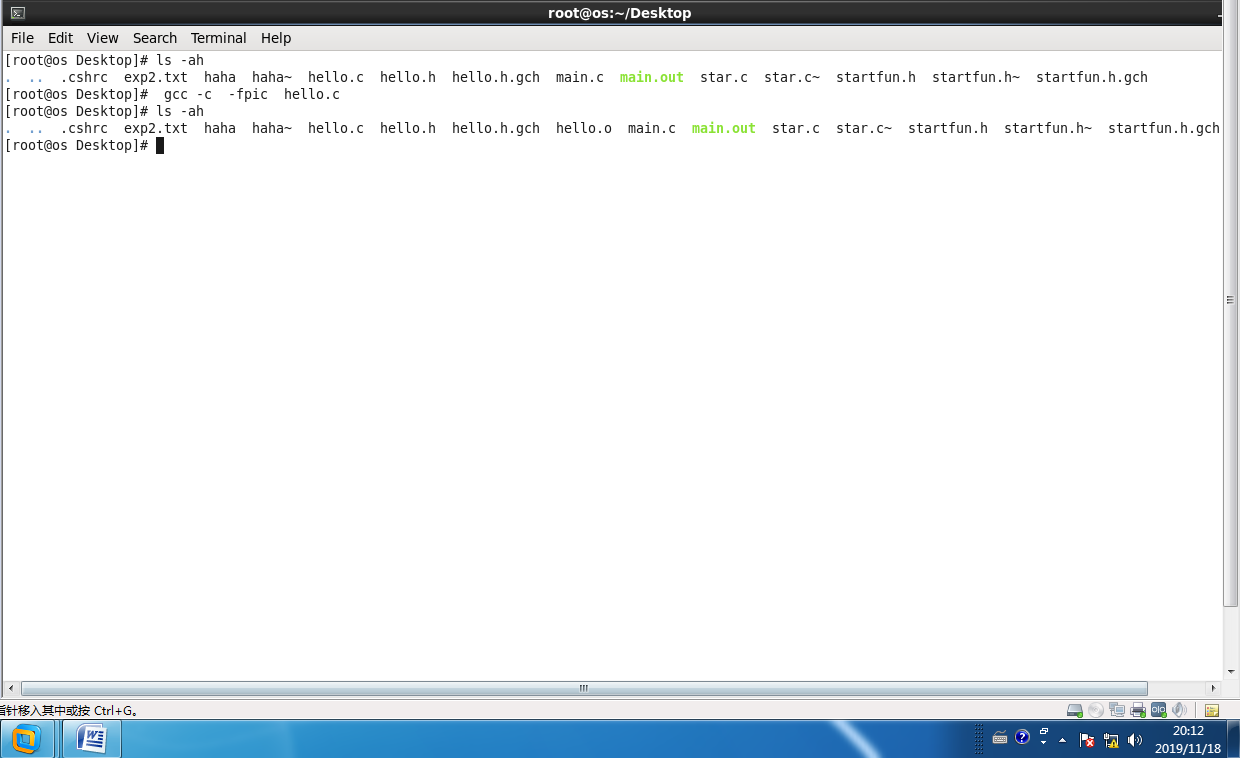 root@os:~/Desktop
File Edit View Search Terminal Help
[root@os Desktop]# ls -ah
.  ..  .cshrc  exp2.txt  haha  haha~  hello.c  hello.h  hello.h.gch  main.c  main.out  star.c  star.c~  startfun.h  startfun.h~  startfun.h.gch
[root@os Desktop]#  gcc -c  -fpic  hello.c
[root@os Desktop]# ls -ah
.  ..  .cshrc  exp2.txt  haha  haha~  hello.c  hello.h  hello.h.gch  hello.o  main.c  main.out  star.c  star.c~  startfun.h  startfun.h~  startfun.h.gch
[root@os Desktop]#
指针移入其中或按 Ctrl+G。
20:12
2019/11/18